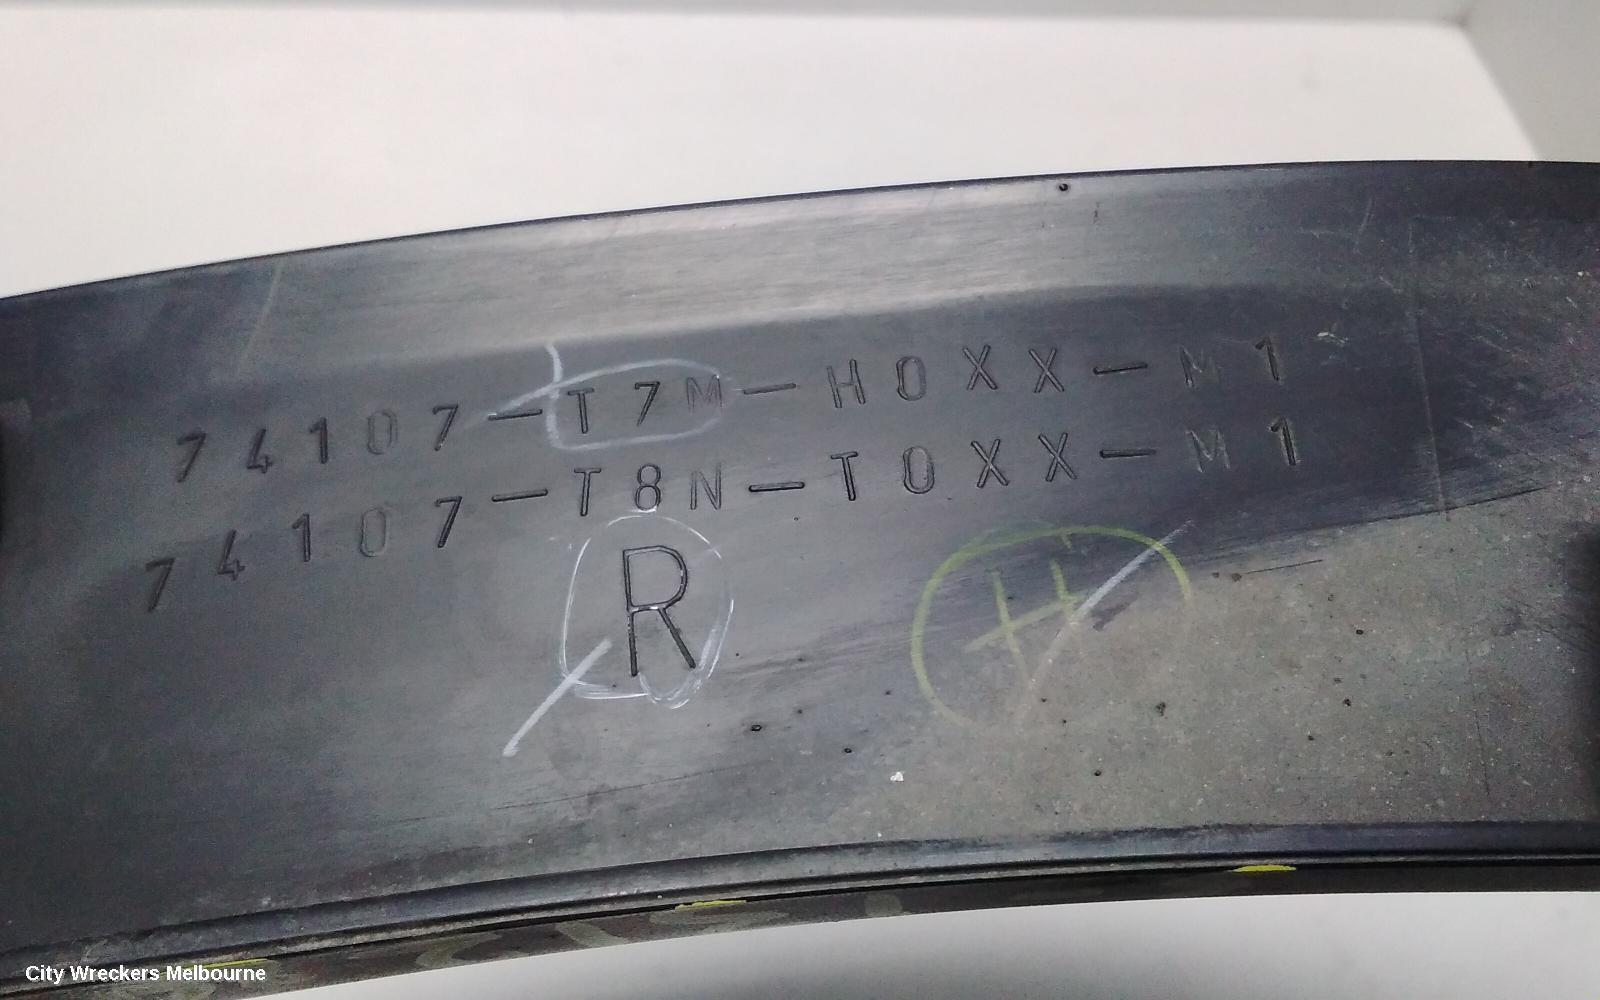 74107-T7M-H0XX-M1
74107-T8N-T0XX-M1
R
H
City Wreckers Melbourne